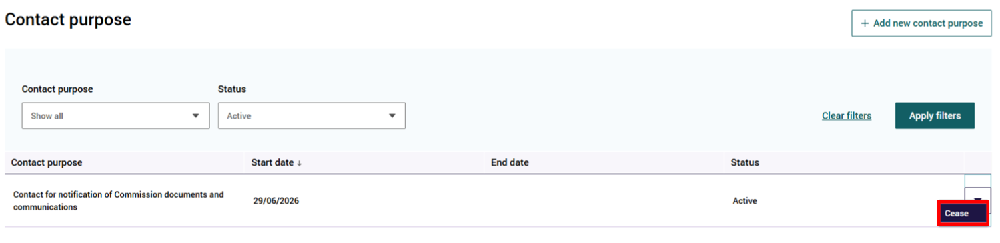 Contact purpose
+ Add new contact purpose
Contact purpose
Status
Show all
Active
Clear filters
Apply filters
Contact purpose
Start date ↓
End date
Status
Contact for notification of Commission documents and
communications
29/06/2026
Active
Cease